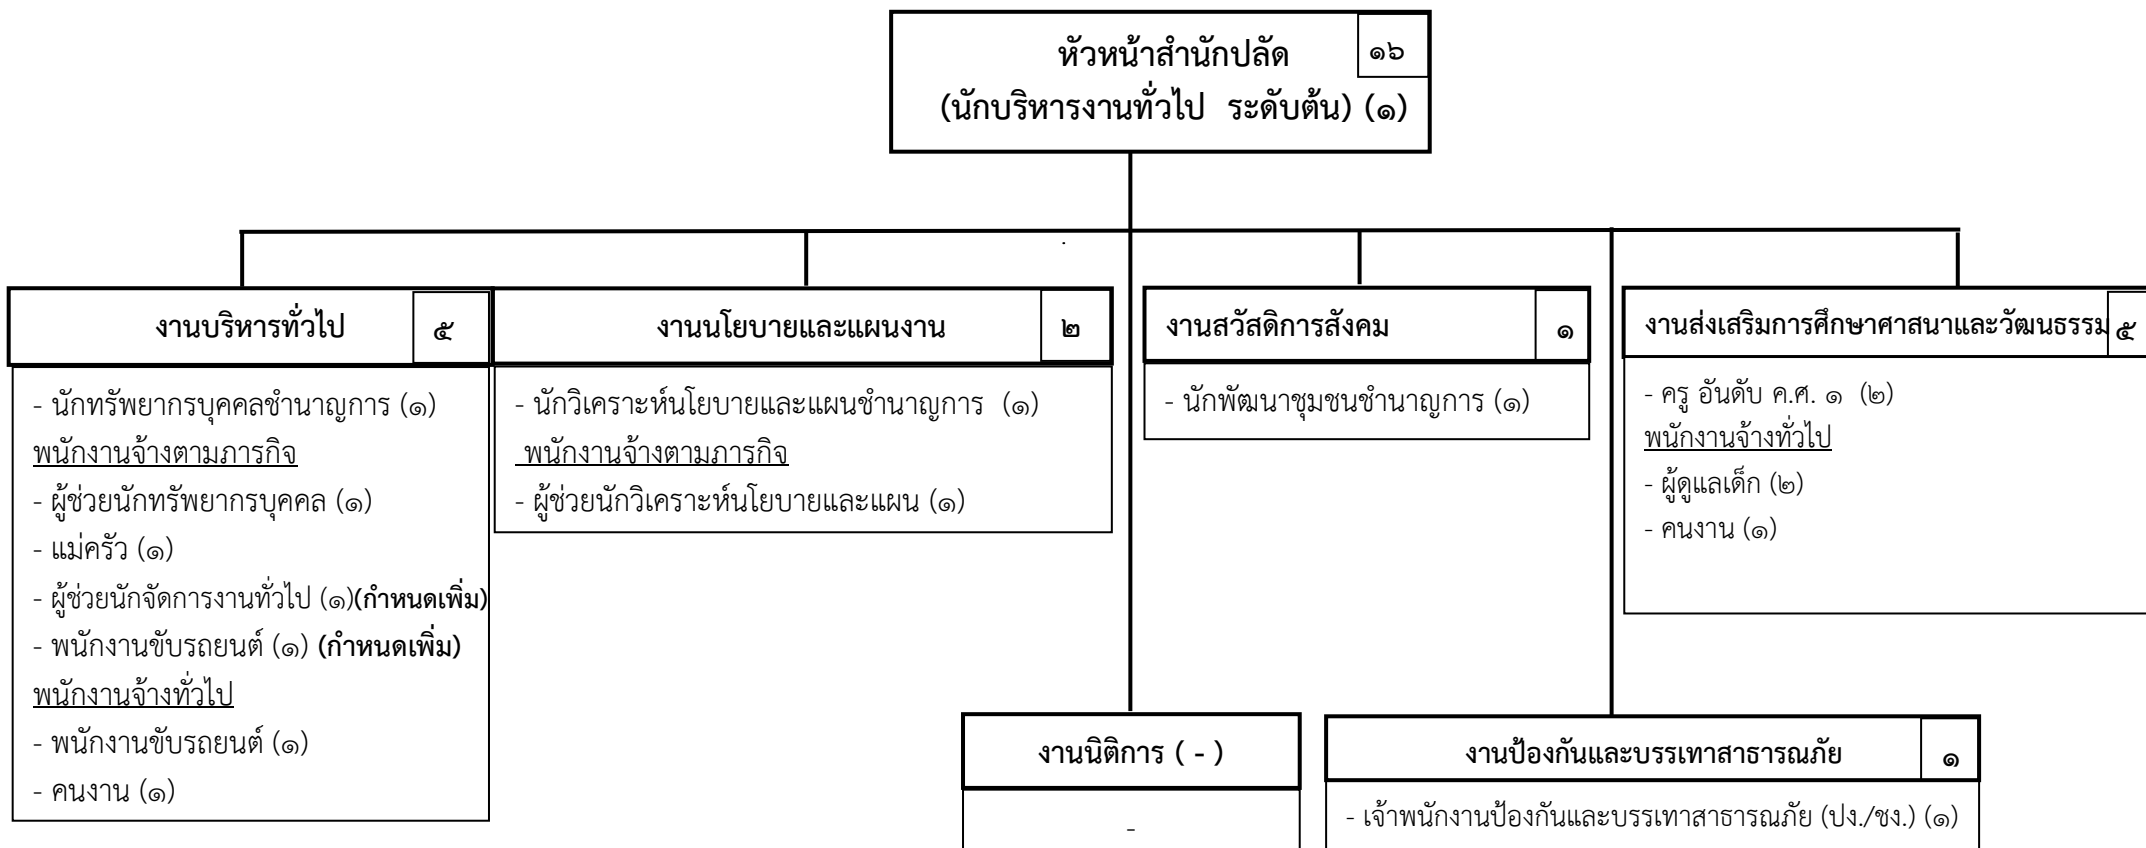 หัวหน้าสำนักปลัด
๑๖
(นักบริหารงานทั่วไป ระดับต้น) (๑)
งานบริหารทั่วไป
๕
- นักทรัพยากรบุคคลชำนาญการ (๑)
พนักงานจ้างตามภารกิจ
- ผู้ช่วยนักทรัพยากรบุคคล (๑)
- แม่ครัว (๑)
- ผู้ช่วยนักจัดการงานทั่วไป (๑)(กำหนดเพิ่ม)
- พนักงานขับรถยนต์ (๑) (กำหนดเพิ่ม)
พนักงานจ้างทั่วไป
- พนักงานขับรถยนต์ (๑)
- คนงาน (๑)
งานนโยบายและแผนงาน
๒
- นักวิเคราะห์นโยบายและแผนชำนาญการ (๑)
พนักงานจ้างตามภารกิจ
- ผู้ช่วยนักวิเคราะห์นโยบายและแผน (๑)
งานสวัสดิการสังคม
๑
- นักพัฒนาชุมชนชำนาญการ (๑)
งานส่งเสริมการศึกษาศาสนาและวัฒนธรรม
๕
- ครู อันดับ ค.ศ. ๑ (๒)
พนักงานจ้างทั่วไป
- ผู้ดูแลเด็ก (๒)
- คนงาน (๑)
งานนิติการ ( - )
-
งานป้องกันและบรรเทาสาธารณภัย
๑
- เจ้าพนักงานป้องกันและบรรเทาสาธารณภัย (ปง./ชง.) (๑)